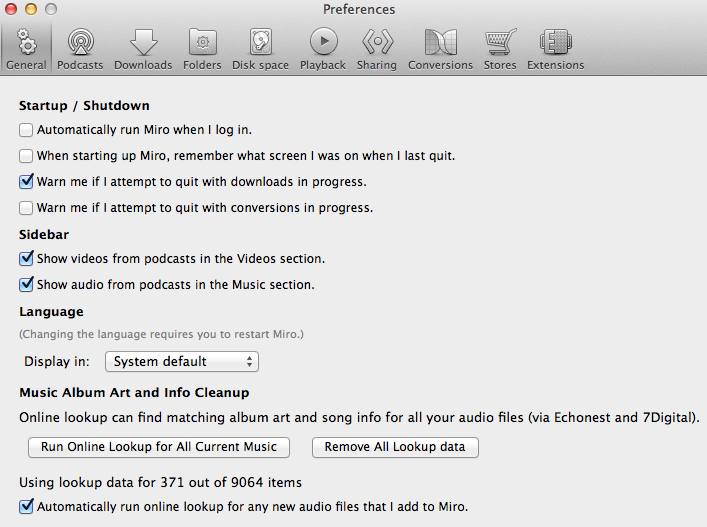 Preferences
General Podcasts Downloads Folders Disk space Playback Sharing Conversions Stores Extensions
Startup / Shutdown
Automatically run Miro when I log in.
When starting up Miro, remember what screen I was on when I last quit.
Warn me if I attempt to quit with downloads in progress.
Warn me if I attempt to quit with conversions in progress.
Sidebar
Show videos from podcasts in the Videos section.
Show audio from podcasts in the Music section.
Language
(Changing the language requires you to restart Miro.)
Display in: System default
Music Album Art and Info Cleanup
Online lookup can find matching album art and song info for all your audio files (via Echonest and 7Digital).
Run Online Lookup for All Current Music Remove All Lookup data
Using lookup data for 371 out of 9064 items
Automatically run online lookup for any new audio files that I add to Miro.